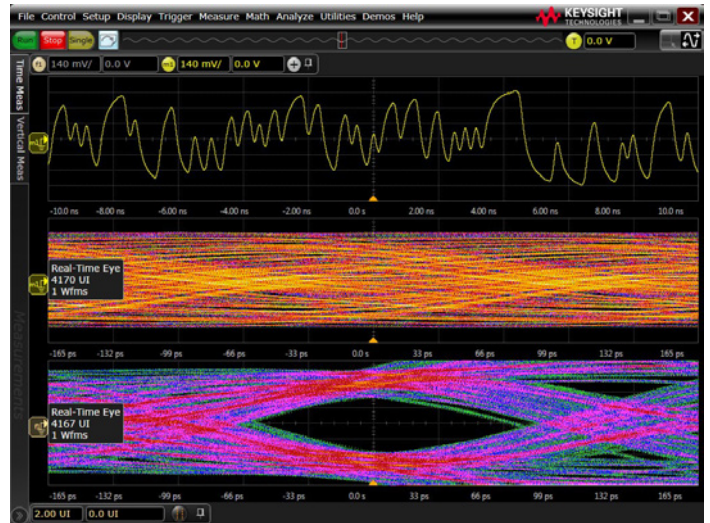 File Control Setup Display Trigger Measure Math Analyze Utilities Demos Help
KEYSIGHT
TECHNOLOGIES
Run Stop Single T 0.0 V
f1 140 mV/ 0.0 V m1 140 mV/ 0.0 V
Time Meas
Vertical Meas
-10.0 ns -8.00 ns -6.00 ns -4.00 ns -2.00 ns 0.0 s 2.00 ns 4.00 ns 6.00 ns 8.00 ns 10.0 ns
Real-Time Eye
4170 UI
1 Wfms
-165 ps -132 ps -99 ps -66 ps -33 ps 0.0 s 33 ps 66 ps 99 ps 132 ps 165 ps
Measurements
Real-Time Eye
4167 UI
1 Wfms
-165 ps -132 ps -99 ps -66 ps -33 ps 0.0 s 33 ps 66 ps 99 ps 132 ps 165 ps
2.00 UI 0.0 UI